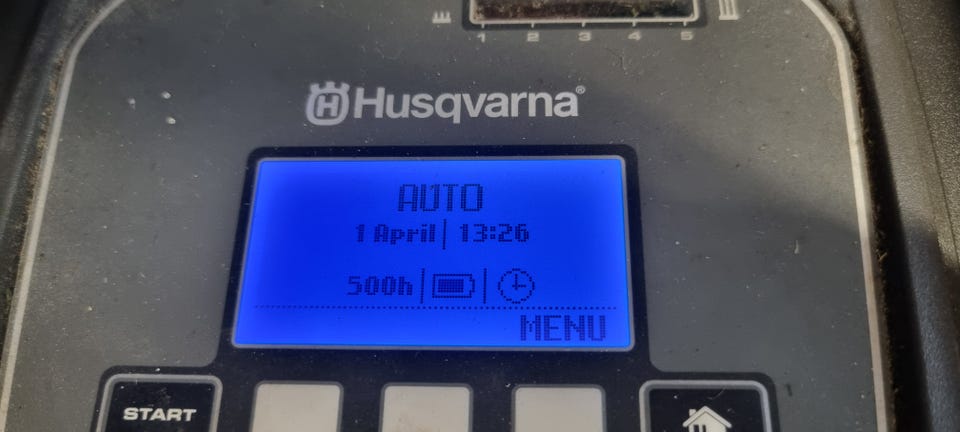 1 2 3 4 5
Husqvarna®
AUTO
1 April | 13:26
500h
MENU
START